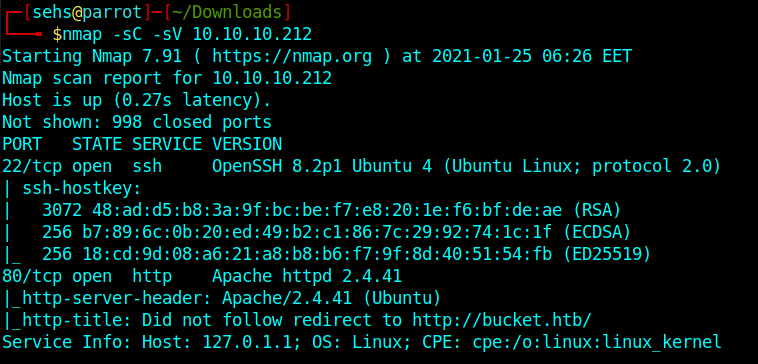 ┌─[sehs@parrot]─[~/Downloads]
└──╼ $nmap -sC -sV 10.10.10.212
Starting Nmap 7.91 ( https://nmap.org ) at 2021-01-25 06:26 EET
Nmap scan report for 10.10.10.212
Host is up (0.27s latency).
Not shown: 998 closed ports
PORT   STATE SERVICE VERSION
22/tcp open  ssh     OpenSSH 8.2p1 Ubuntu 4 (Ubuntu Linux; protocol 2.0)
| ssh-hostkey:
|   3072 48:ad:d5:b8:3a:9f:bc:be:f7:e8:20:1e:f6:bf:de:ae (RSA)
|   256 b7:89:6c:0b:20:ed:49:b2:c1:86:7c:29:92:74:1c:1f (ECDSA)
|_  256 18:cd:9d:08:a6:21:a8:b8:b6:f7:9f:8d:40:51:54:fb (ED25519)
80/tcp open  http    Apache httpd 2.4.41
|_http-server-header: Apache/2.4.41 (Ubuntu)
|_http-title: Did not follow redirect to http://bucket.htb/
Service Info: Host: 127.0.1.1; OS: Linux; CPE: cpe:/o:linux:linux_kernel